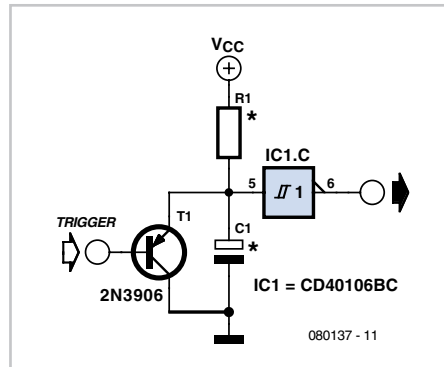 VCC
R1
*
IC1.C
5
1
6
TRIGGER
T1
C1
*
2N3906
IC1 = CD40106BC
080137 - 11